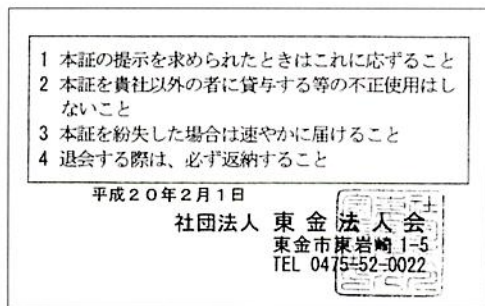 1 本証の提示を求められたときはこれに応ずること
2 本証を貴社以外の者に貸与する等の不正使用はし
ないこと
3 本証を紛失した場合は速やかに届けること
4 退会する際は、必ず返納すること
平成20年2月1日
社団法人 東金法人会
東金市東岩崎 1-5
TEL 0475-52-0022